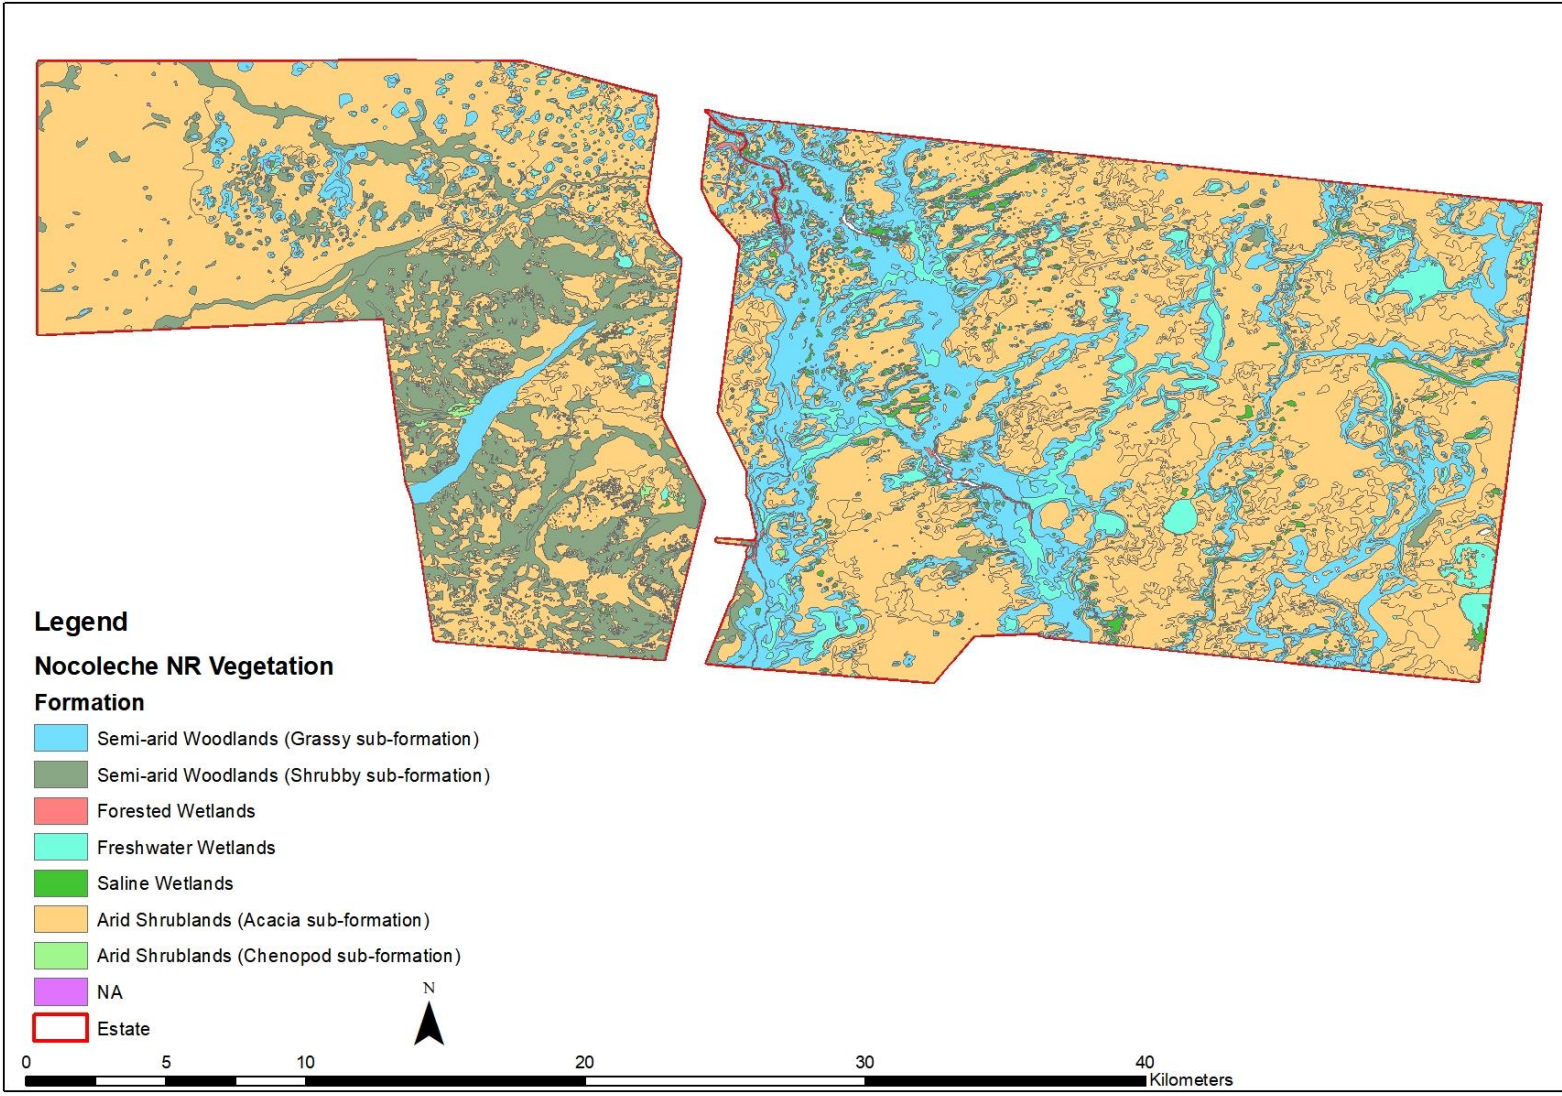 Legend
Nocoleche NR Vegetation
Formation
Semi-arid Woodlands (Grassy sub-formation)
Semi-arid Woodlands (Shrubby sub-formation)
Forested Wetlands
Freshwater Wetlands
Saline Wetlands
Arid Shrublands (Acacia sub-formation)
Arid Shrublands (Chenopod sub-formation)
NA
Estate
N
0 5 10 20 30 40
Kilometers